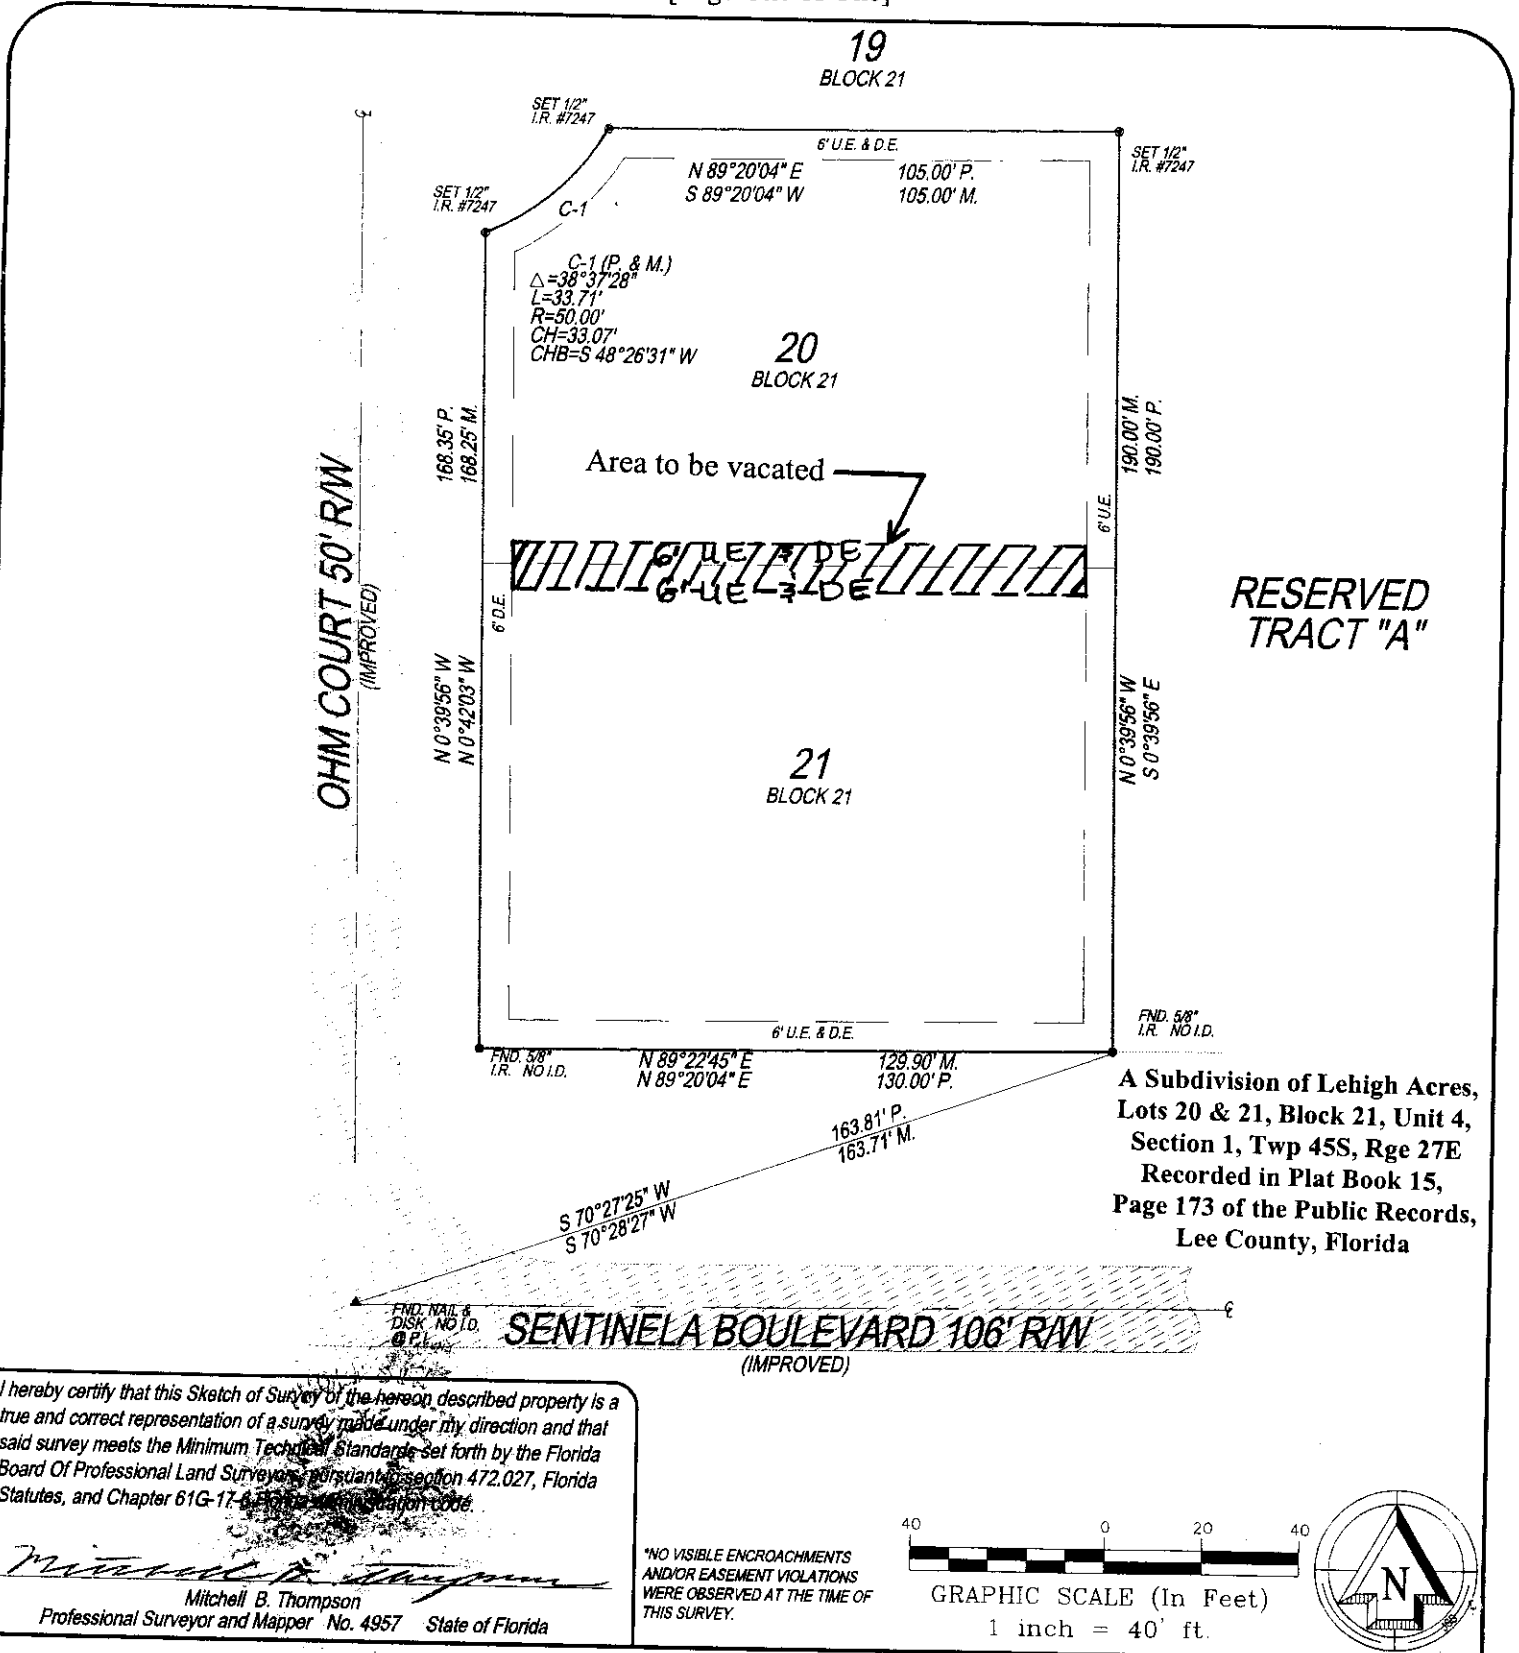 19
BLOCK 21
SET 1/2"
I.R. #7247
6' U.E. & D.E.
SET 1/2"
I.R. #7247
N 89°20'04" E 105.00' P.
S 89°20'04" W 105.00' M.
SET 1/2"
I.R. #7247
C-1
C-1 (P. & M.)
△=38°37'28"
L=33.71'
R=50.00'
CH=33.07'
CHB=S 48°26'31" W
20
BLOCK 21
168.35' P.
168.25' M.
190.00' M.
190.00' P.
Area to be vacated
6' U.E.
6' UE & DE
6' UE & DE
6' D.E.
OHM COURT 50' R/W
(IMPROVED)
RESERVED
TRACT "A"
N 0°39'56" W
N 0°42'03" W
N 0°39'56" W
S 0°39'56" E
21
BLOCK 21
6' U.E. & D.E.
FND. 5/8"
I.R. NO I.D.
FND. 5/8"
I.R. NO I.D.
N 89°22'45" E 129.90' M.
N 89°20'04" E 130.00' P.
A Subdivision of Lehigh Acres,
Lots 20 & 21, Block 21, Unit 4,
Section 1, Twp 45S, Rge 27E
Recorded in Plat Book 15,
Page 173 of the Public Records,
Lee County, Florida
163.81' P.
163.71' M.
S 70°27'25" W
S 70°28'27" W
FND. NAIL &
DISK NO I.D.
@ P.I.
SENTINELA BOULEVARD 106' R/W
(IMPROVED)
I hereby certify that this Sketch of Survey of the hereon described property is a
true and correct representation of a survey made under my direction and that
said survey meets the Minimum Technical Standards set forth by the Florida
Board Of Professional Land Surveyors, pursuant to section 472.027, Florida
Statutes, and Chapter 61G-17-6 Florida Administration code.
Mitchell B. Thompson
Mitchell B. Thompson
Professional Surveyor and Mapper No. 4957 State of Florida
*NO VISIBLE ENCROACHMENTS
AND/OR EASEMENT VIOLATIONS
WERE OBSERVED AT THE TIME OF
THIS SURVEY.
40 0 20 40
GRAPHIC SCALE (In Feet)
1 inch = 40' ft.
N